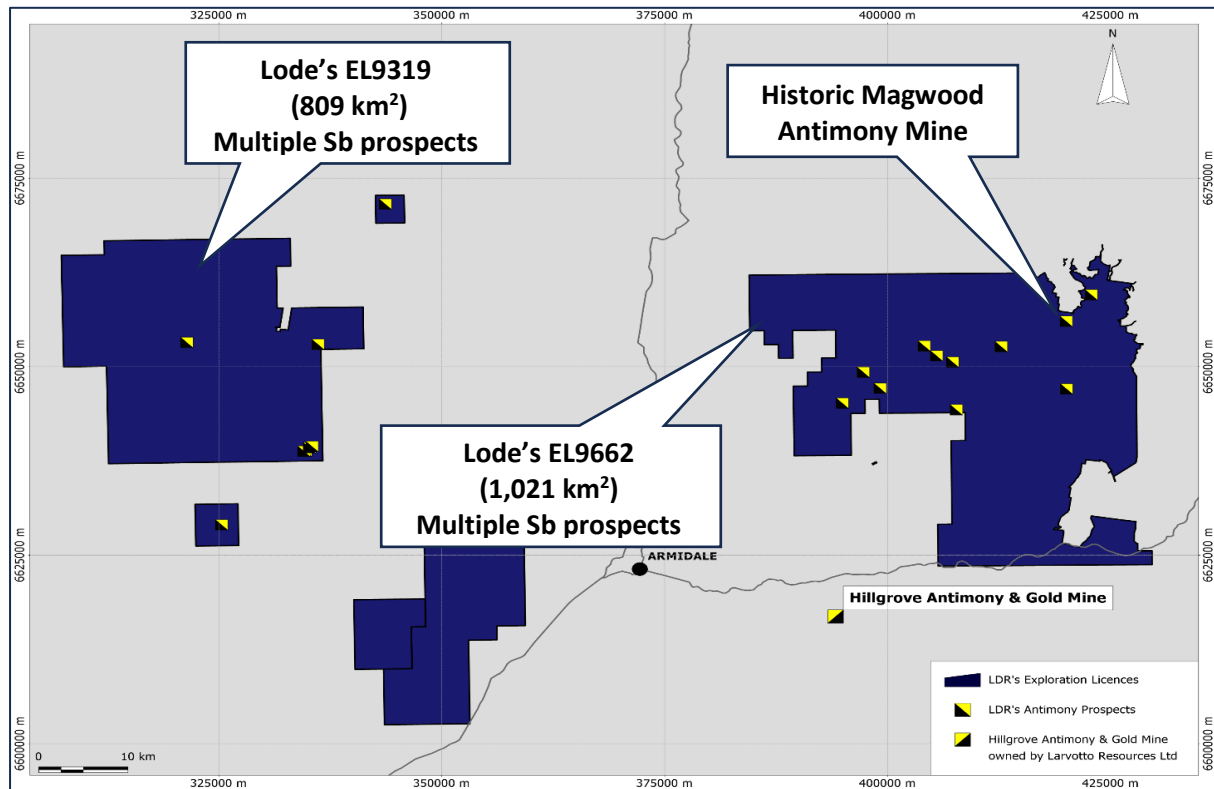 325000 m
350000 m
375000 m
400000 m
425000 m
N
Lode's EL9319
(809 km²)
Multiple Sb prospects
Historic Magwood
Antimony Mine
6675000 m
6675000 m
6650000 m
6650000 m
Lode's EL9662
(1,021 km²)
Multiple Sb prospects
6625000 m
6625000 m
ARMIDALE
Hillgrove Antimony & Gold Mine
LDR's Exploration Licences
LDR's Antimony Prospects
Hillgrove Antimony & Gold Mine
owned by Larvotto Resources Ltd
6600000 m
6600000 m
0 10 km
325000 m
350000 m
375000 m
400000 m
425000 m